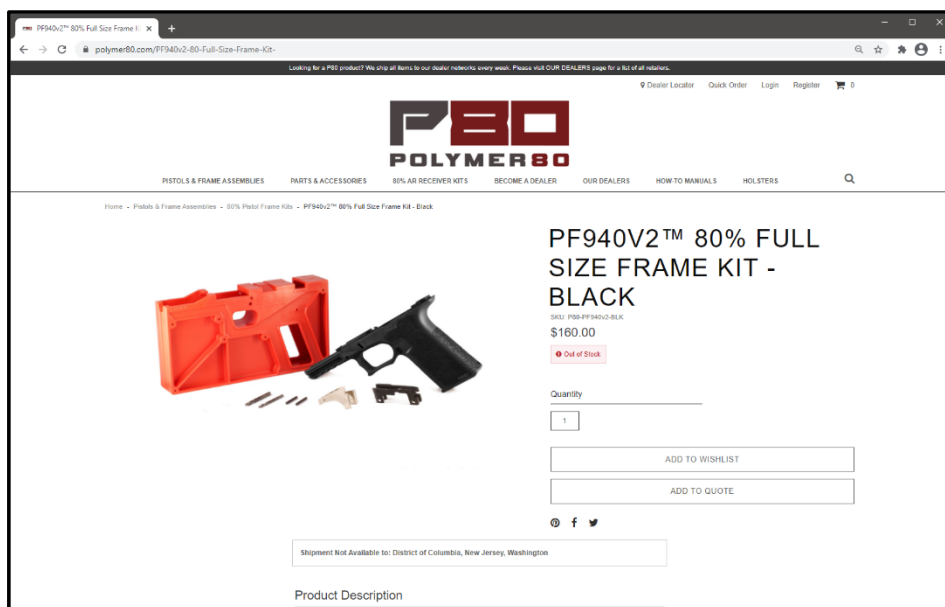 PF940v2™ 80% Full Size Frame Ki
polymer80.com/PF940v2-80-Full-Size-Frame-Kit-
Looking for a P80 product? We ship all items to our dealer networks every week. Please visit OUR DEALERS page for a list of all retailers.
Dealer Locator Quick Order Login Register 0
P80
POLYMER80
PISTOLS & FRAME ASSEMBLIES PARTS & ACCESSORIES 80% AR RECEIVER KITS BECOME A DEALER OUR DEALERS HOW-TO MANUALS HOLSTERS
Home - Pistols & Frame Assemblies - 80% Pistol Frame Kits - PF940v2™ 80% Full Size Frame Kit - Black
PF940V2™ 80% FULL
SIZE FRAME KIT -
BLACK
SKU: P80-PF940v2-BLK
$160.00
Out of Stock
Quantity
1
ADD TO WISHLIST
ADD TO QUOTE
Shipment Not Available to: District of Columbia, New Jersey, Washington
Product Description